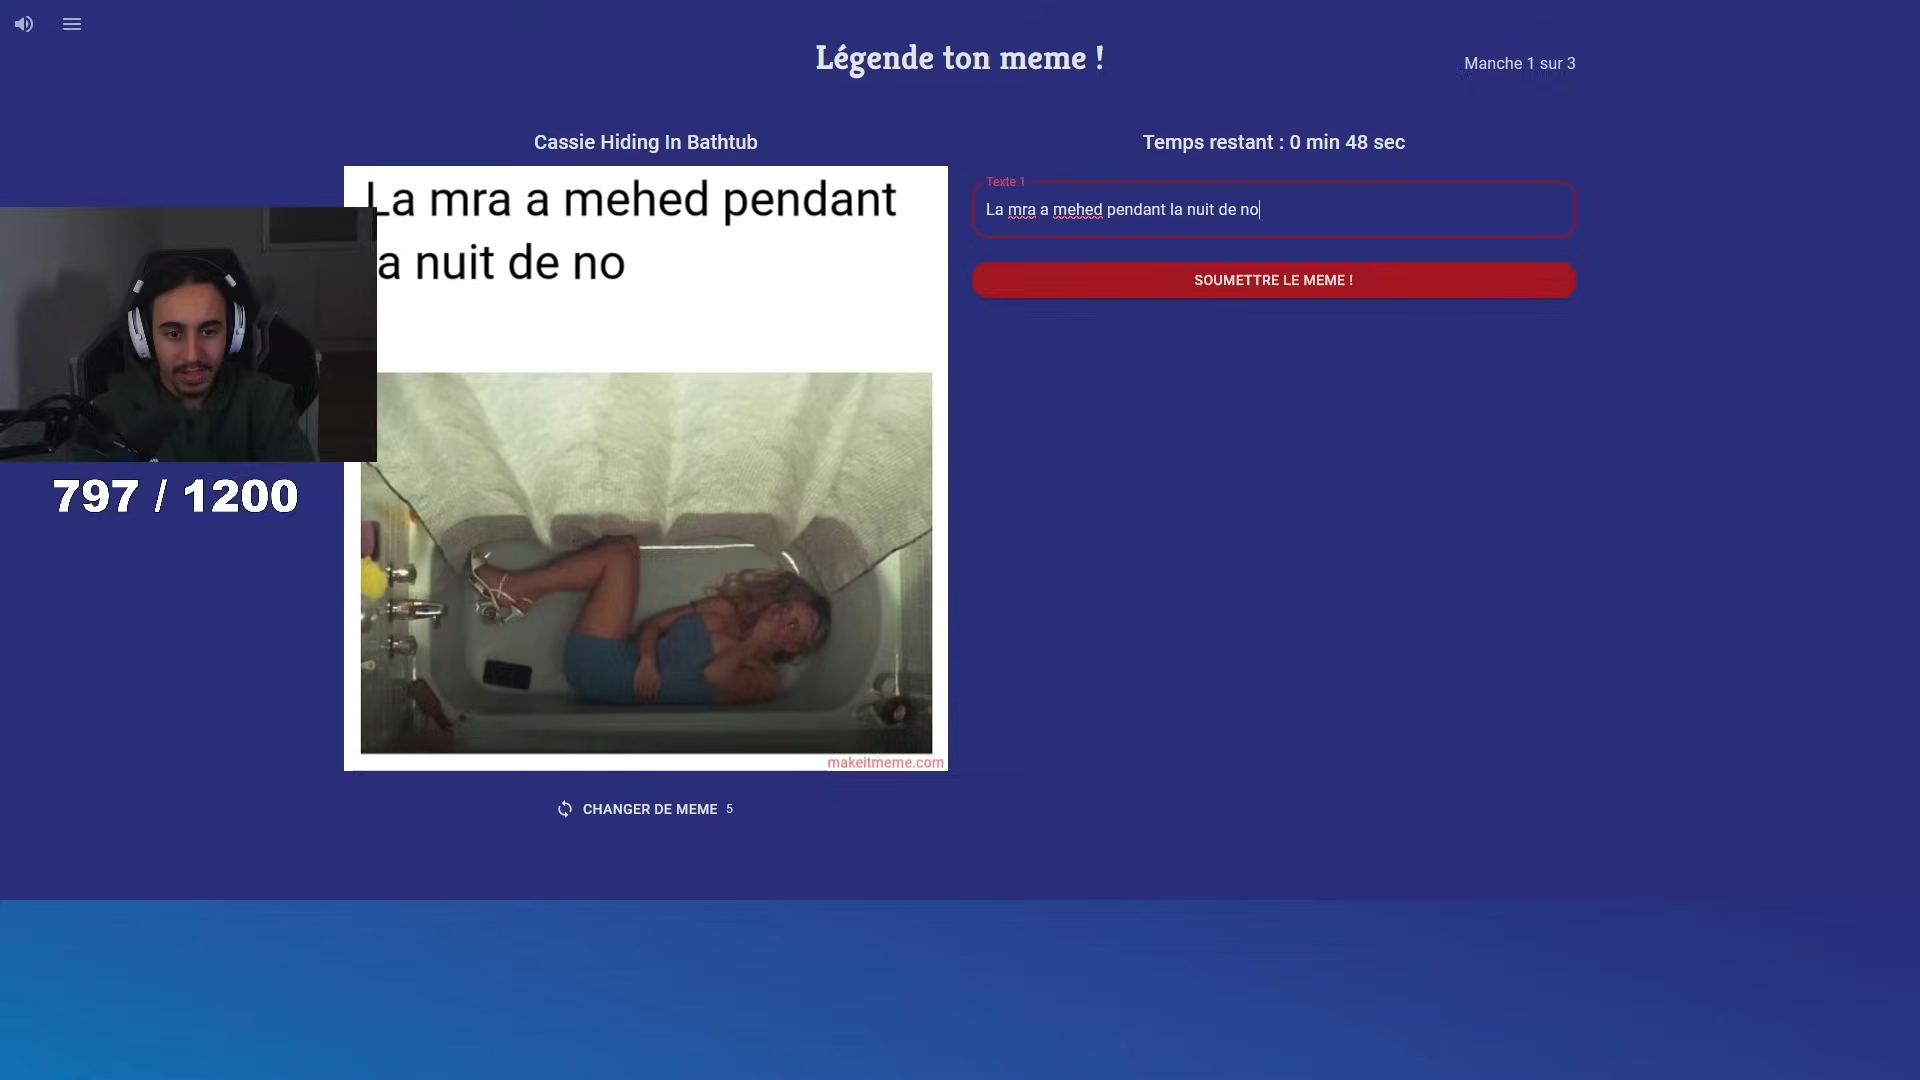 Légende ton meme !
Manche 1 sur 3
Cassie Hiding In Bathtub
Temps restant : 0 min 48 sec
La mra a mehed pendant
a nuit de no
Texte 1
La mra a mehed pendant la nuit de no
SOUMETTRE LE MEME !
797 / 1200
makeitmeme.com
CHANGER DE MEME 5